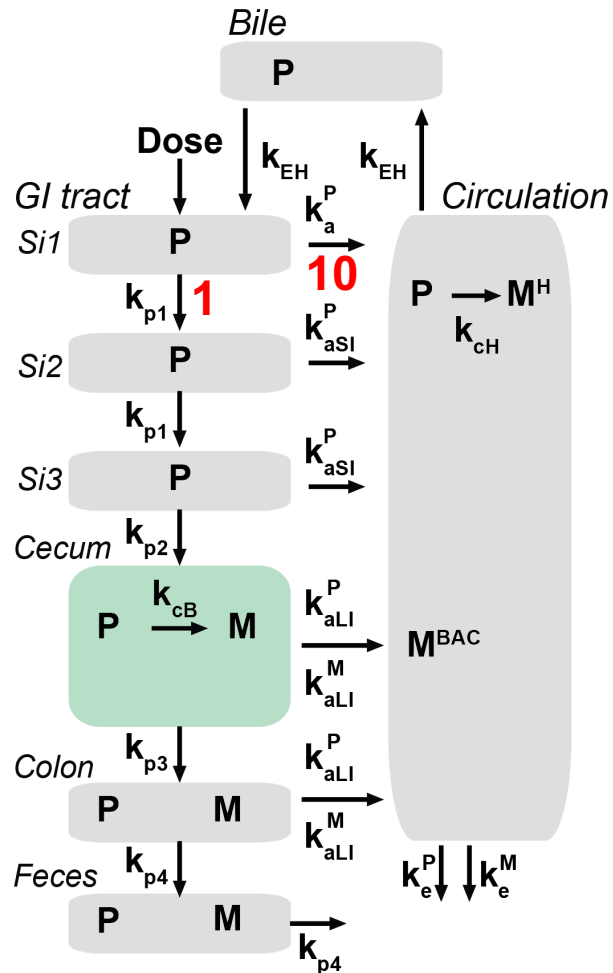 Bile
P
Dose
k_EH
k_EH
GI tract
Circulation
Si1
P
k_a^P
10
k_p1
1
P
M^H
k_cH
Si2
P
k_aSI^P
k_p1
Si3
P
k_aSI^P
k_p2
Cecum
P
k_cB
M
k_aLI^P
k_aLI^M
M^BAC
k_p3
Colon
P
M
k_aLI^P
k_aLI^M
k_p4
k_e^P
k_e^M
Feces
P
M
k_p4